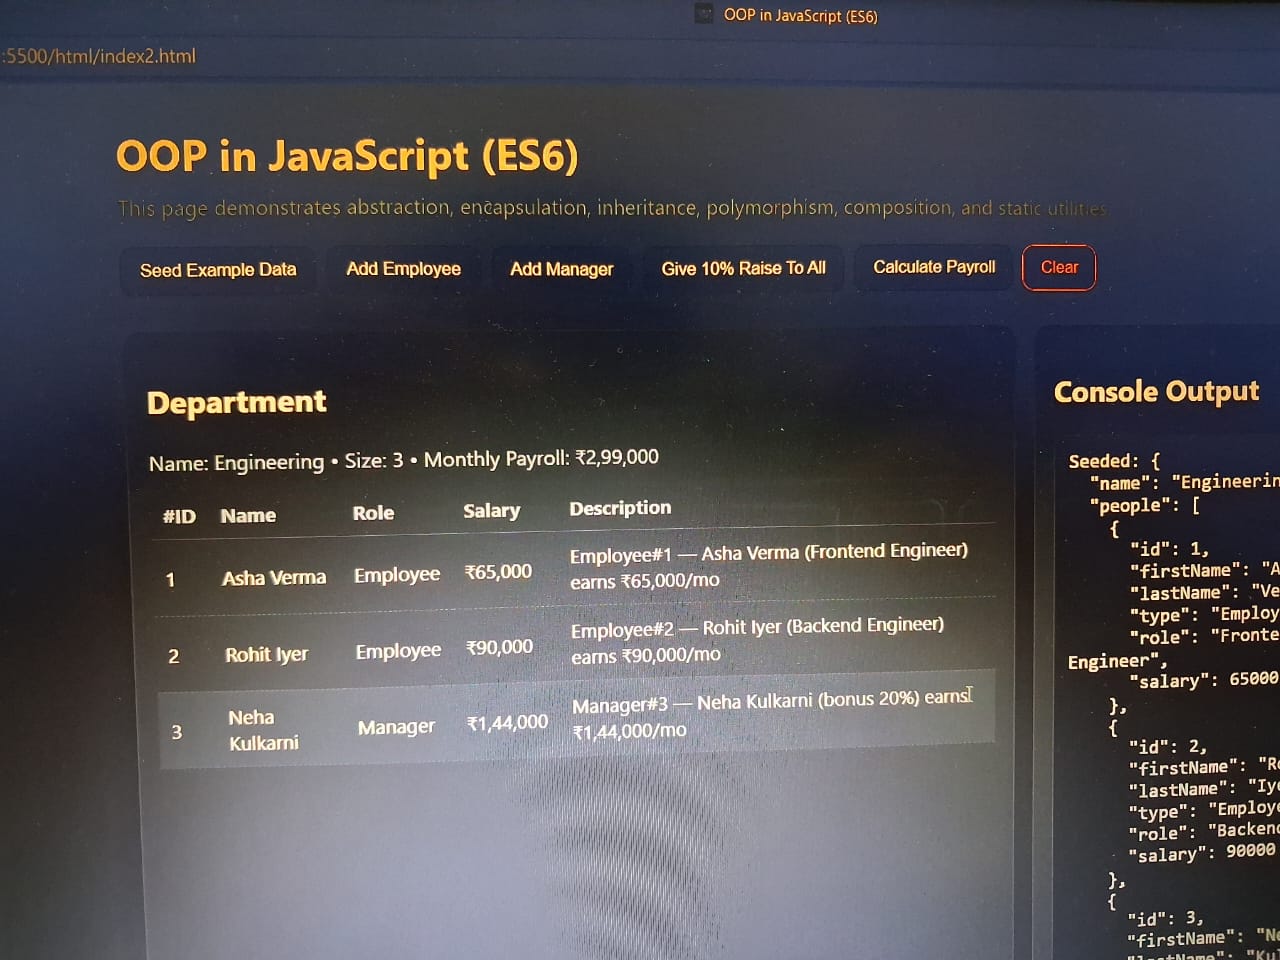 OOP in JavaScript (ES6)
:5500/html/index2.html
OOP in JavaScript (ES6)
This page demonstrates abstraction, encapsulation, inheritance, polymorphism, composition, and static utilities
Seed Example Data
Add Employee
Add Manager
Give 10% Raise To All
Calculate Payroll
Clear
Department
Name: Engineering • Size: 3 • Monthly Payroll: ₹2,99,000
#ID Name Role Salary Description
1 Asha Verma Employee ₹65,000 Employee#1 — Asha Verma (Frontend Engineer)
earns ₹65,000/mo
2 Rohit Iyer Employee ₹90,000 Employee#2 — Rohit Iyer (Backend Engineer)
earns ₹90,000/mo
3 Neha Kulkarni Manager ₹1,44,000 Manager#3 — Neha Kulkarni (bonus 20%) earns
₹1,44,000/mo
Console Output
Seeded: {
"name": "Engineerin
"people": [
{
"id": 1,
"firstName": "A
"lastName": "Ve
"type": "Employ
"role": "Fronte
Engineer",
"salary": 65000
},
{
"id": 2,
"firstName": "Ro
"lastName": "Iye
"type": "Employe
"role": "Backend
"salary": 90000
},
{
"id": 3,
"firstName": "Ne
"lastName": "Ku